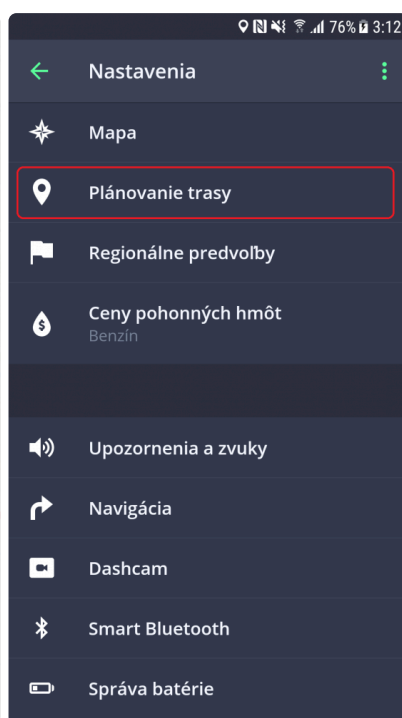 76% 3:12
Nastavenia
Mapa
Plánovanie trasy
Regionálne predvoľby
Ceny pohonných hmôt
Benzín
Upozornenia a zvuky
Navigácia
Dashcam
Smart Bluetooth
Správa batérie